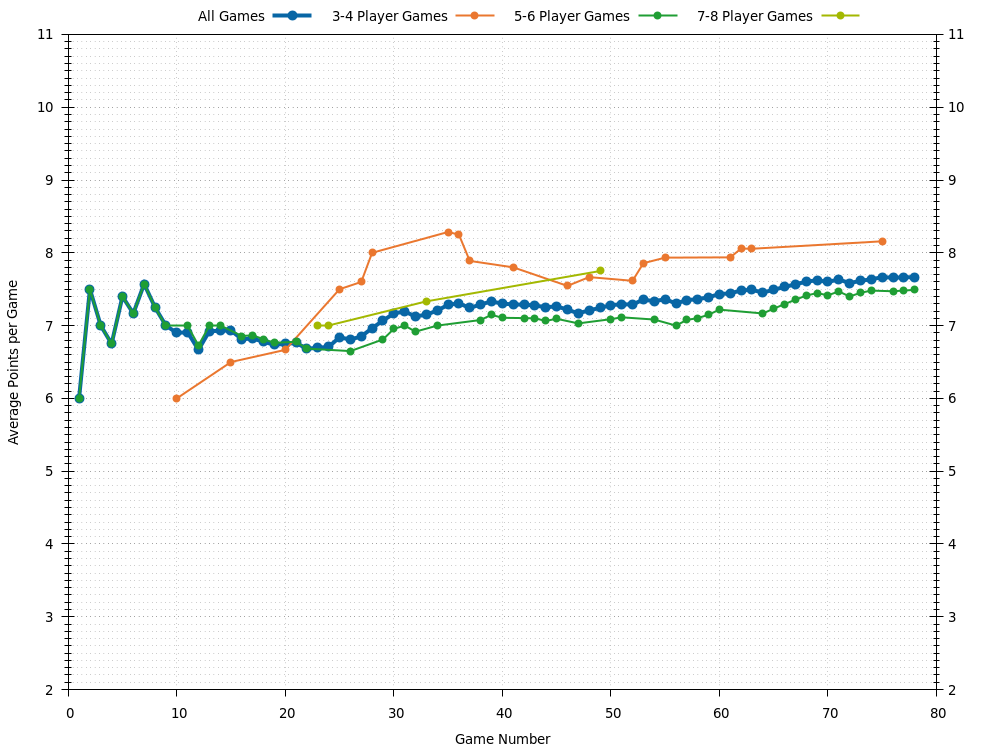 All Games 3-4 Player Games 5-6 Player Games 7-8 Player Games
11 11
10 10
9 9
8 8
7 7
6 6
5 5
4 4
3 3
2 2
Average Points per Game
0 10 20 30 40 50 60 70 80
Game Number